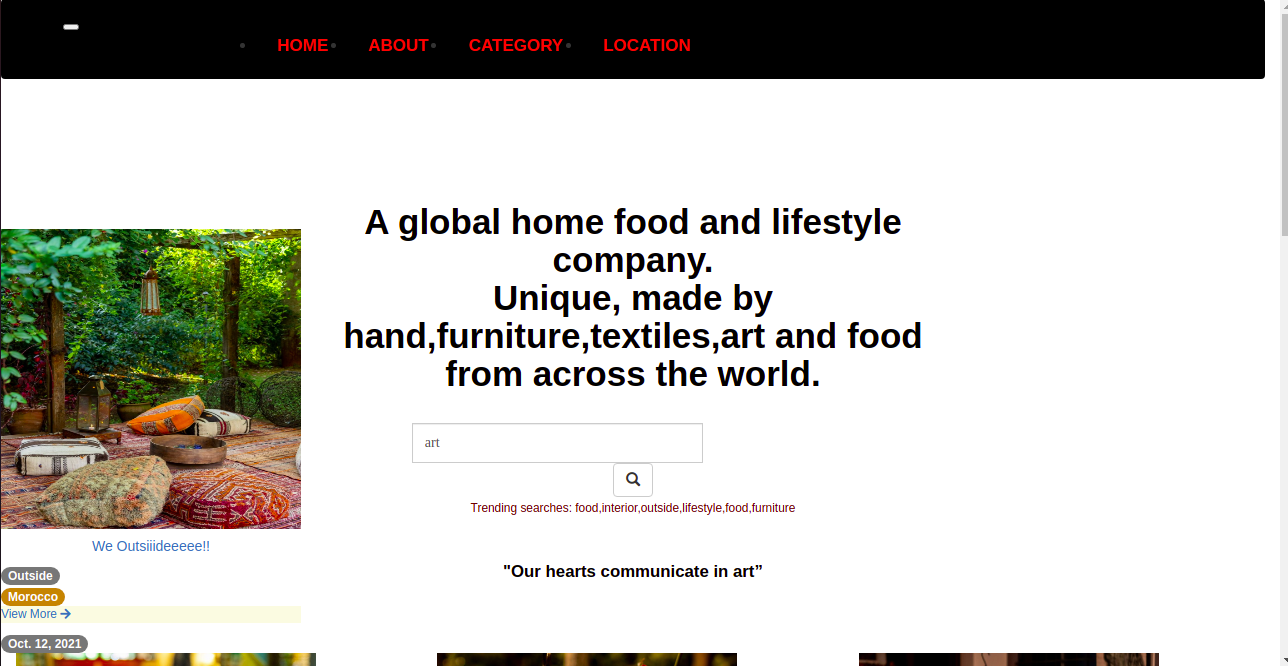 HOME ABOUT CATEGORY LOCATION
A global home food and lifestyle
company.
Unique, made by
hand,furniture,textiles,art and food
from across the world.
art
Trending searches: food,interior,outside,lifestyle,food,furniture
"Our hearts communicate in art”
We Outsiiideeeee!!
Outside
Morocco
View More
Oct. 12, 2021